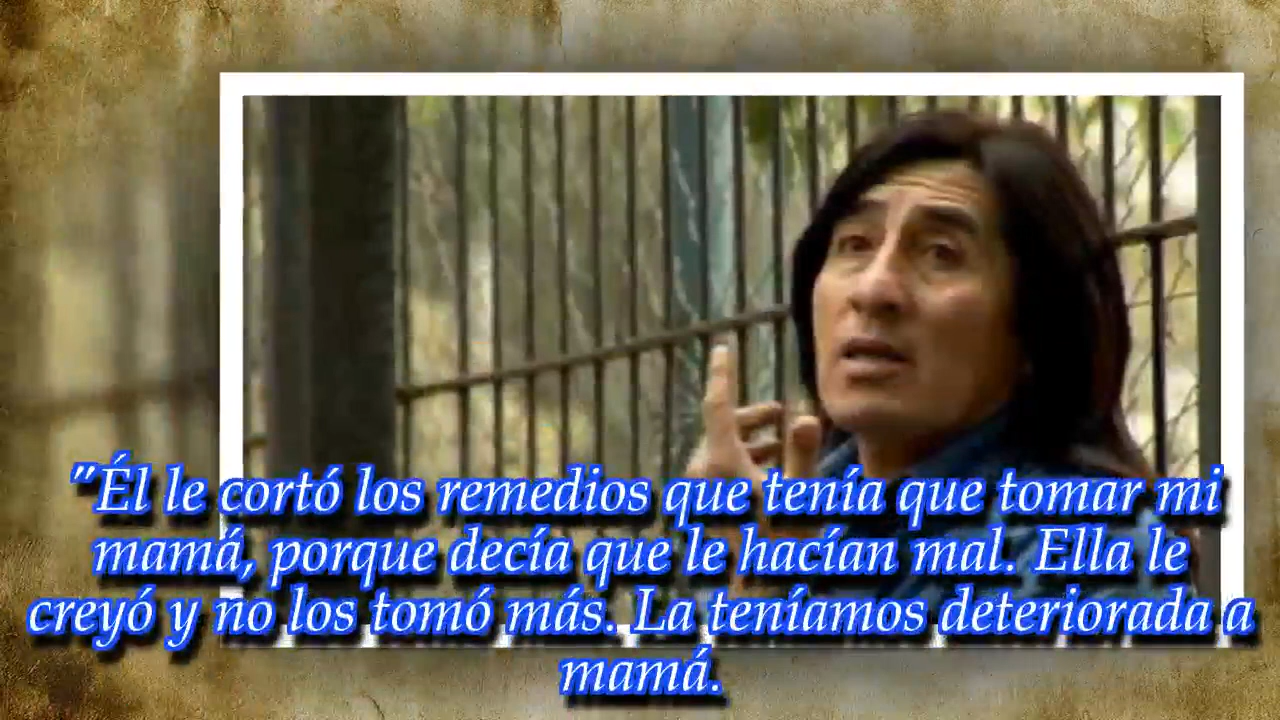 "Él le cortó los remedios que tenía que tomar mi
mamá, porque decía que le hacían mal. Ella le
creyó y no los tomó más. La teníamos deteriorada a
mamá.